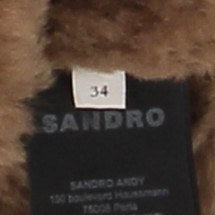 34
SANDRO
SANDRO ANDY
150 boulevard Haussmann
75008 Paris